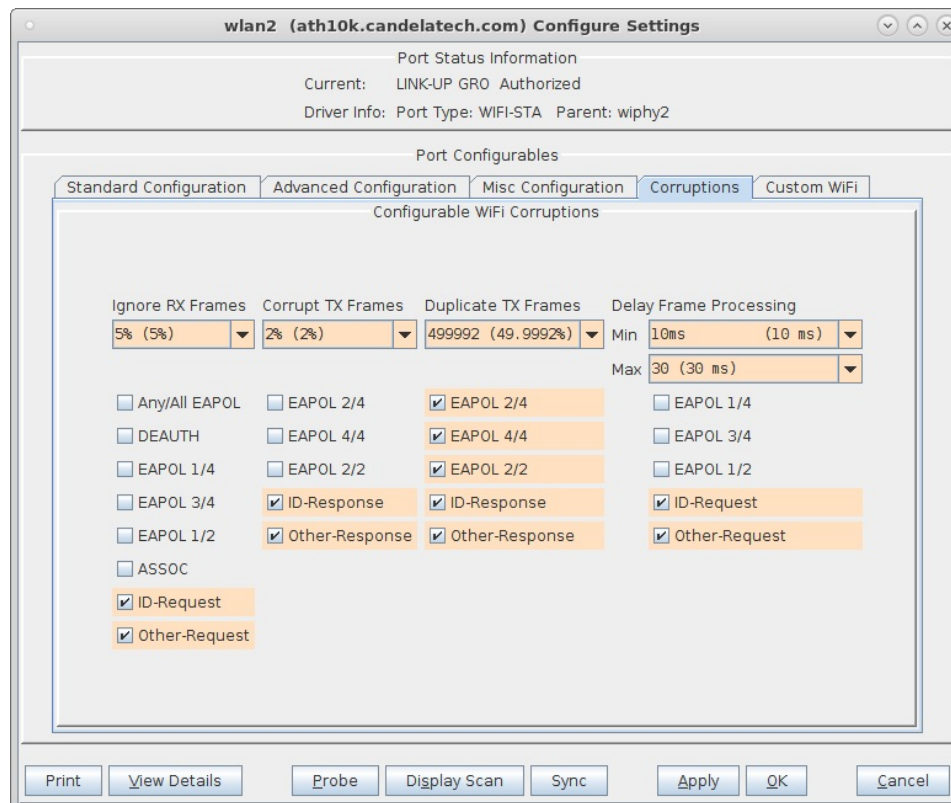 wlan2 (ath10k.candelatech.com) Configure Settings
Port Status Information
Current: LINK-UP GRO Authorized
Driver Info: Port Type: WIFI-STA Parent: wiphy2
Port Configurables
Standard Configuration Advanced Configuration Misc Configuration Corruptions Custom WiFi
Configurable WiFi Corruptions
Ignore RX Frames Corrupt TX Frames Duplicate TX Frames Delay Frame Processing
5% (5%) 2% (2%) 499992 (49.9992%) Min 10ms (10 ms)
Max 30 (30 ms)
Any/All EAPOL EAPOL 2/4 EAPOL 2/4 EAPOL 1/4
DEAUTH EAPOL 4/4 EAPOL 4/4 EAPOL 3/4
EAPOL 1/4 EAPOL 2/2 EAPOL 2/2 EAPOL 1/2
EAPOL 3/4 ID-Response ID-Response ID-Request
EAPOL 1/2 Other-Response Other-Response Other-Request
ASSOC
ID-Request
Other-Request
Print View Details Probe Display Scan Sync Apply OK Cancel